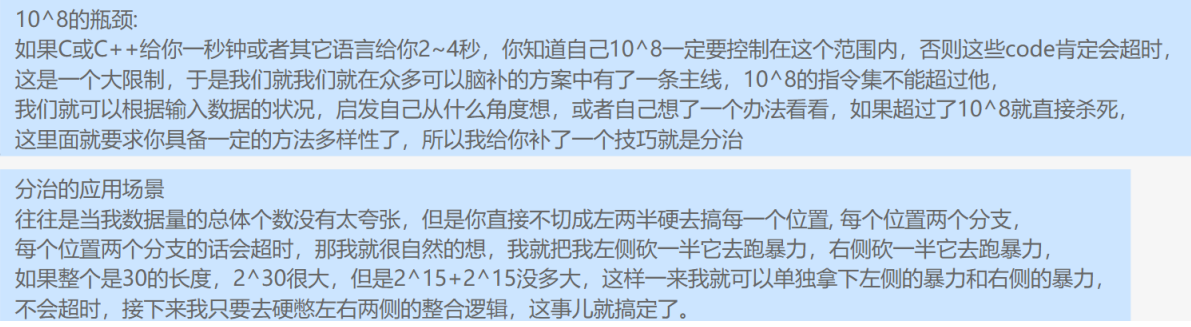 10^8的瓶颈:
如果C或C++给你一秒钟或者其它语言给你2~4秒，你知道自己10^8一定要控制在这个范围内，否则这些code肯定会超时，
这是一个大限制，于是我们就我们就在众多可以脑补的方案中有了一条主线，10^8的指令集不能超过他，
我们就可以根据输入数据的状况，启发自己从什么角度想，或者自己想了一个办法看看，如果超过了10^8就直接杀死，
这里面就要求你具备一定的方法多样性了，所以我给你补了一个技巧就是分治
分治的应用场景
往往是当我数据量的总体个数没有太夸张，但是你直接不切成左两半硬去搞每一个位置, 每个位置两个分支，
每个位置两个分支的话会超时，那我就很自然的想，我就把我左侧砍一半它去跑暴力，右侧砍一半它去跑暴力，
如果整个是30的长度，2^30很大，但是2^15+2^15没多大，这样一来我就可以单独拿下左侧的暴力和右侧的暴力，
不会超时，接下来我只要去硬憋左右两侧的整合逻辑，这事儿就搞定了。